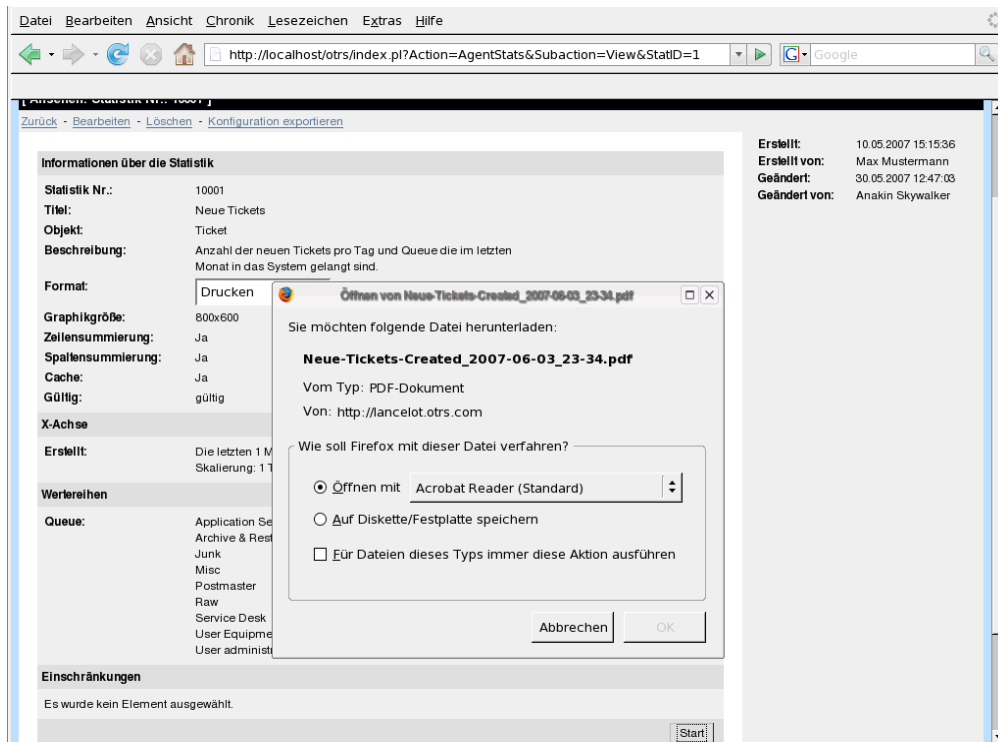 Datei Bearbeiten Ansicht Chronik Lesezeichen Extras Hilfe
http://localhost/otrs/index.pl?Action=AgentStats&Subaction=View&StatID=1
G Google
[ Ansehen: Statistik Nr.: 10001 ]
Zurück - Bearbeiten - Löschen - Konfiguration exportieren
Erstellt: 10.05.2007 15:15:36
Erstellt von: Max Mustermann
Geändert: 30.05.2007 12:47:03
Geändert von: Anakin Skywalker
Informationen über die Statistik
Statistik Nr.: 10001
Titel: Neue Tickets
Objekt: Ticket
Beschreibung: Anzahl der neuen Tickets pro Tag und Queue die im letzten
Monat in das System gelangt sind.
Format: Drucken
Graphikgröße: 800x600
Zeilensummierung: Ja
Spaltensummierung: Ja
Cache: Ja
Gültig: gültig
X-Achse
Erstellt: Die letzten 1 M
Skalierung: 1 T
Wertereihen
Queue: Application Se
Archive & Rest
Junk
Misc
Postmaster
Raw
Service Desk
User Equipme
User administ
Einschränkungen
Es wurde kein Element ausgewählt.
Start
Öffnen von Neue-Tickets-Created_2007-06-03_23-34.pdf
Sie möchten folgende Datei herunterladen:
Neue-Tickets-Created_2007-06-03_23-34.pdf
Vom Typ: PDF-Dokument
Von: http://lancelot.otrs.com
Wie soll Firefox mit dieser Datei verfahren?
Öffnen mit Acrobat Reader (Standard)
Auf Diskette/Festplatte speichern
Für Dateien dieses Typs immer diese Aktion ausführen
Abbrechen OK